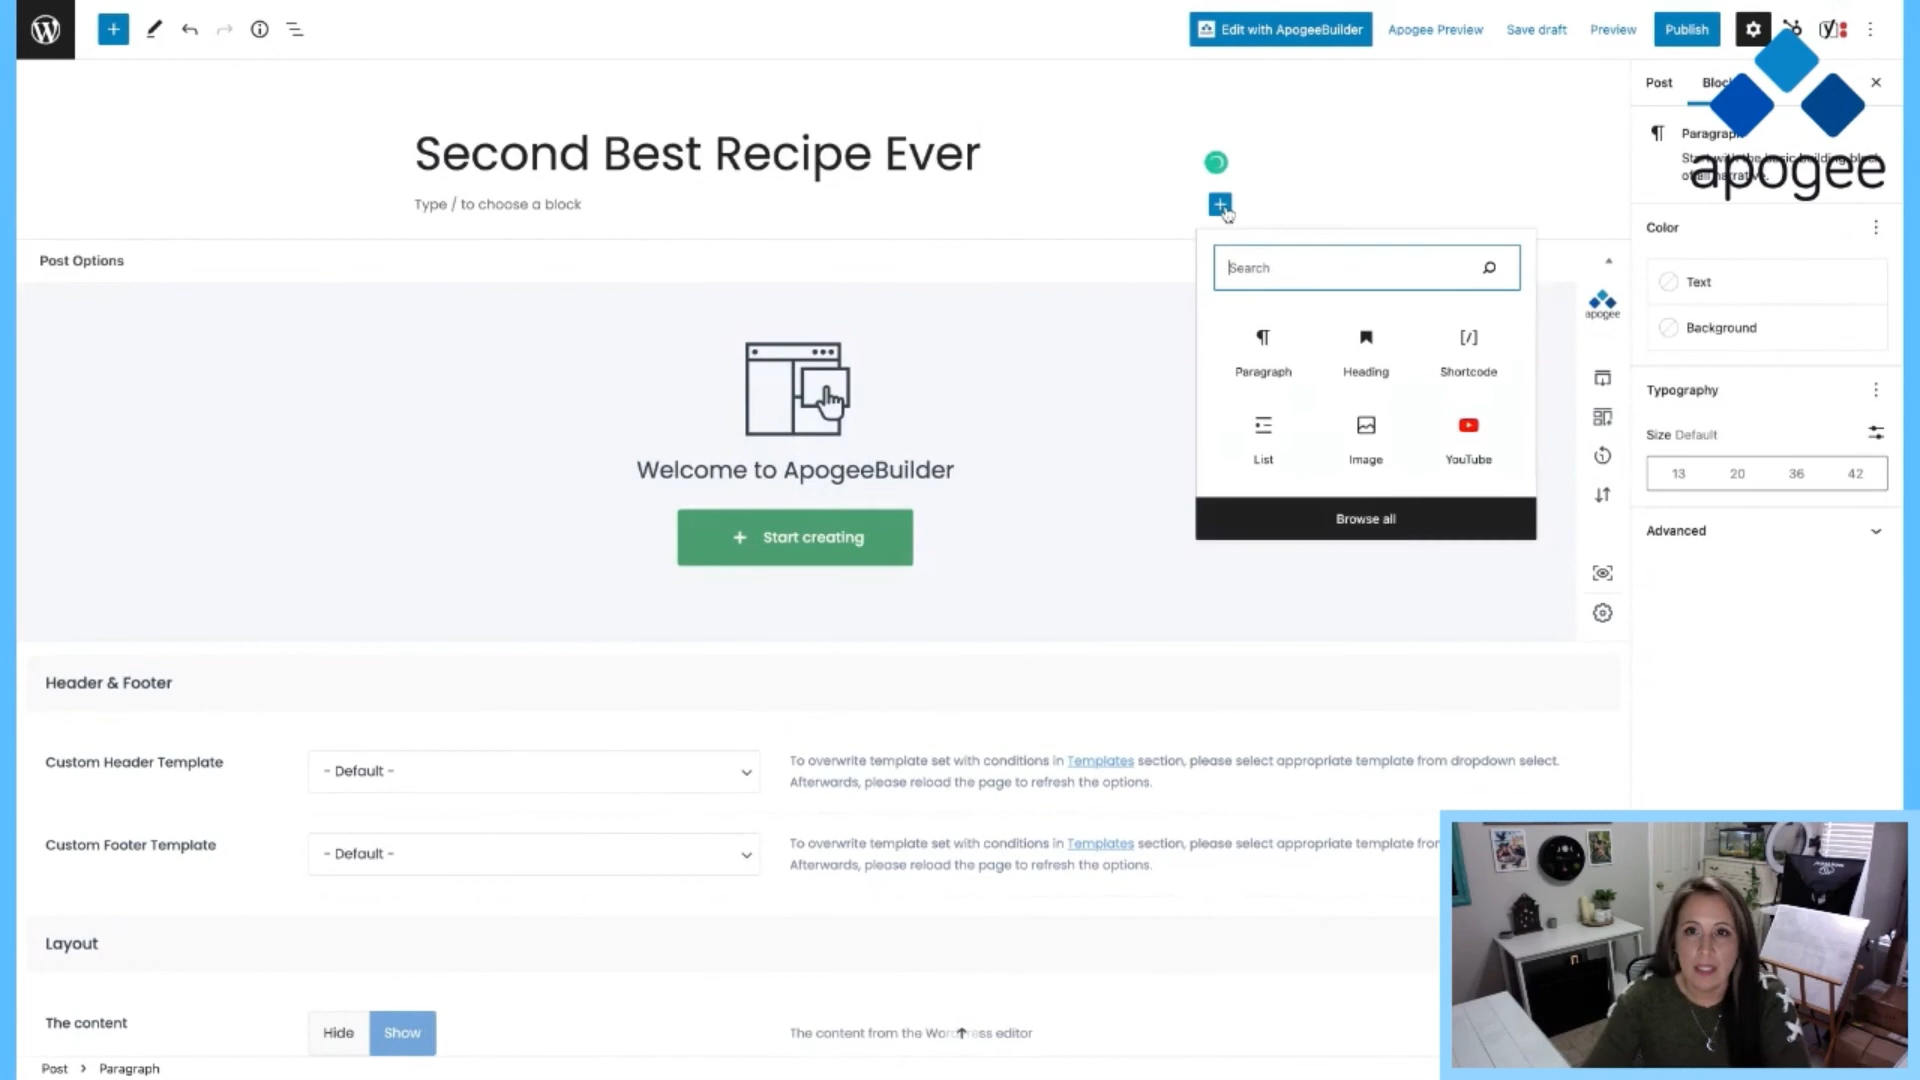 Edit with ApogeeBuilder
Apogee Preview
Save draft
Preview
Publish
Post
Block
Paragraph
Start with the basic building block
of all narrative.
apogee
Second Best Recipe Ever
Type / to choose a block
Search
Paragraph
Heading
Shortcode
List
Image
YouTube
Browse all
Color
Text
Background
Typography
Size Default
13 20 36 42
Advanced
Post Options
apogee
Welcome to ApogeeBuilder
+ Start creating
Header & Footer
Custom Header Template
- Default -
To overwrite template set with conditions in Templates section, please select appropriate template from dropdown select.
Afterwards, please reload the page to refresh the options.
Custom Footer Template
- Default -
To overwrite template set with conditions in Templates section, please select appropriate template from
Afterwards, please reload the page to refresh the options.
Layout
The content
Hide
Show
The content from the WordPress editor
Post > Paragraph